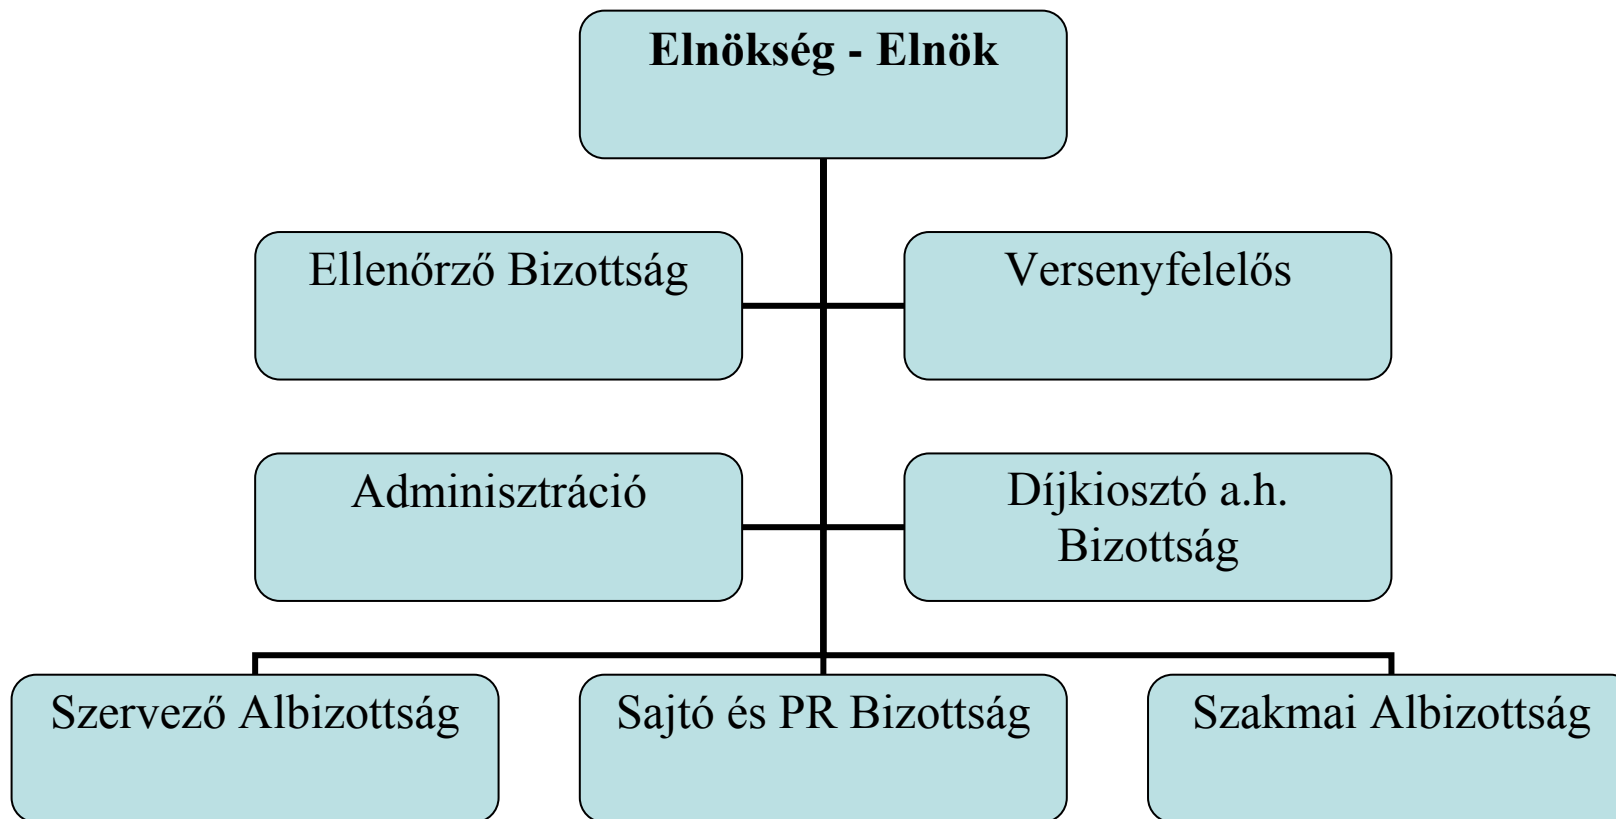 Elnökség - Elnök
Ellenőrző Bizottság
Versenyfelelős
Adminisztráció
Díjkiosztó a.h.
Bizottság
Szervező Albizottság
Sajtó és PR Bizottság
Szakmai Albizottság